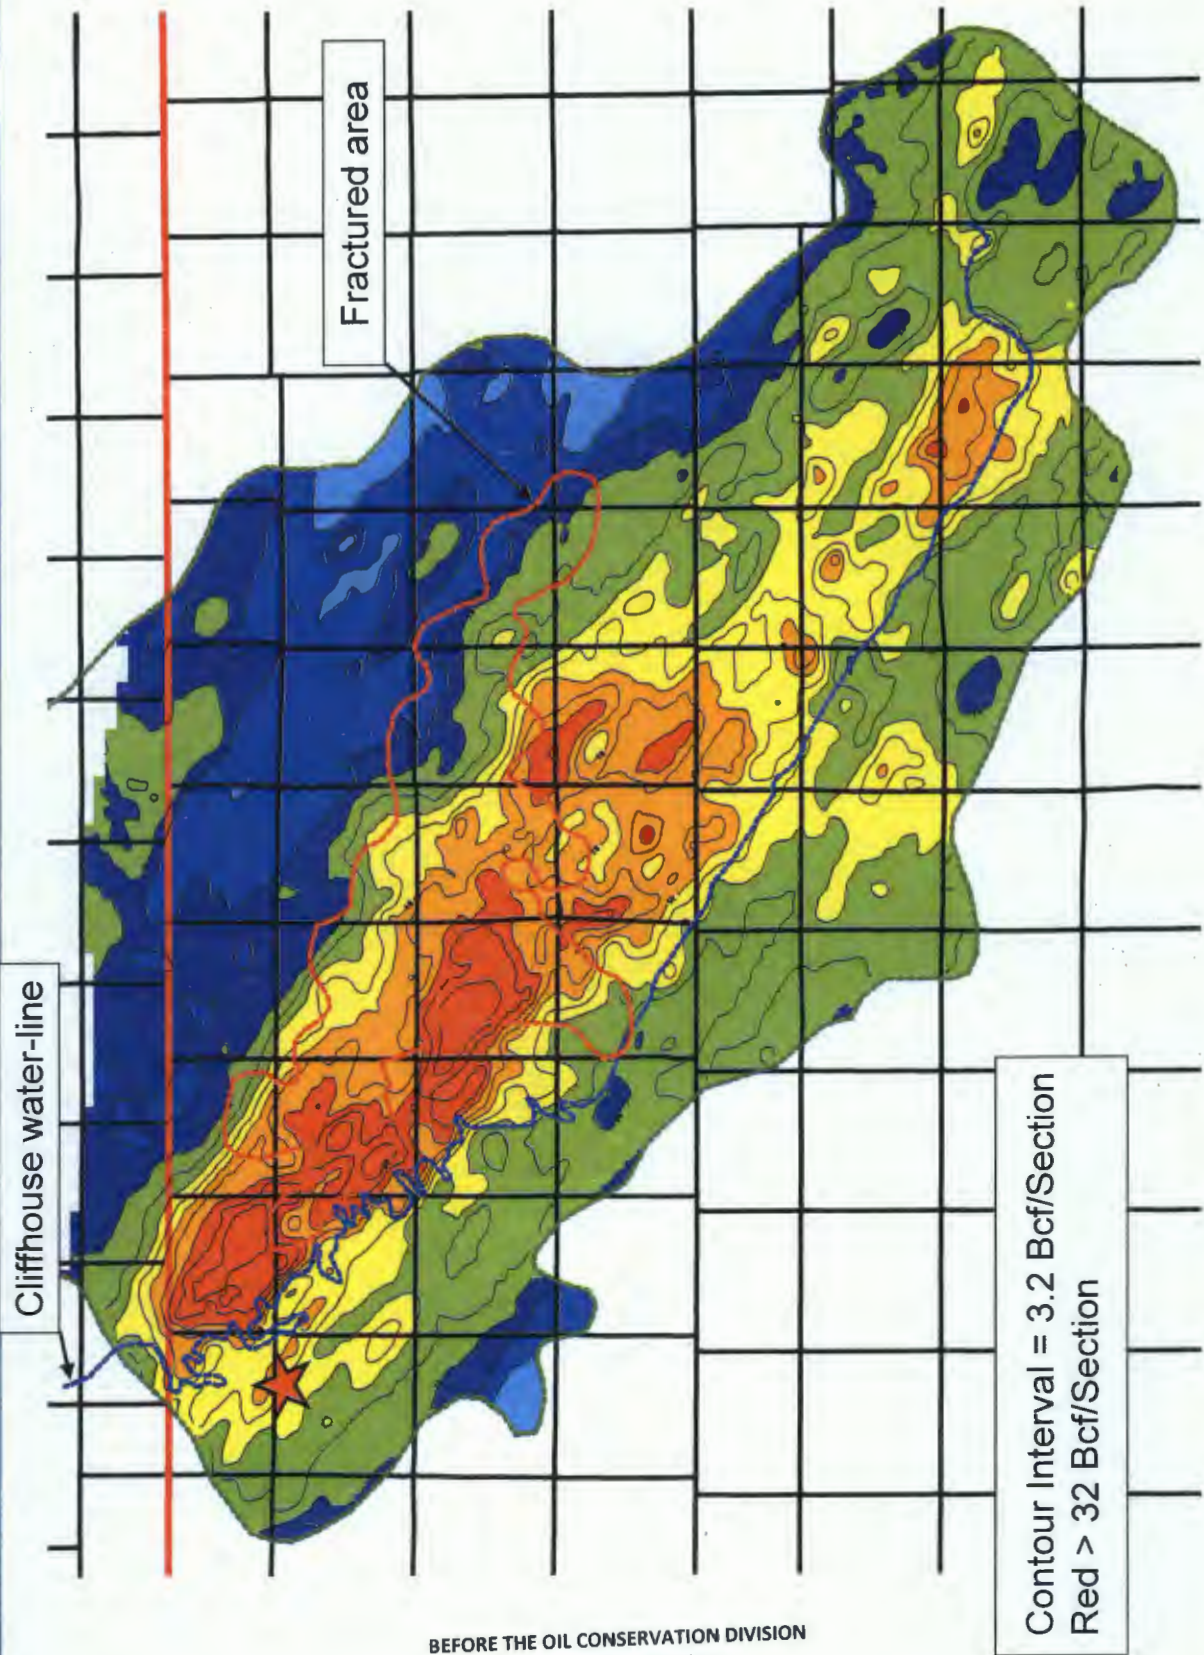 Cliffhouse water-line
Fractured area
Contour Interval = 3.2 Bcf/Section
Red > 32 Bcf/Section
BEFORE THE OIL CONSERVATION DIVISION